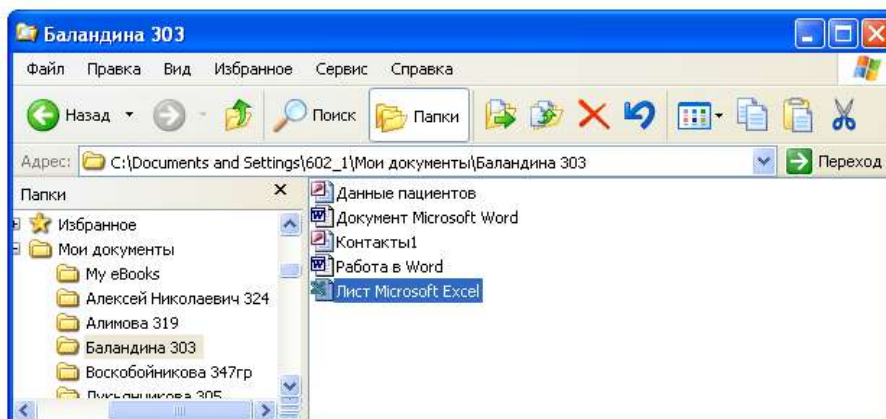 Баландина 303
Файл Правка Вид Избранное Сервис Справка
Назад Поиск Папки
Адрес: C:\Documents and Settings\602_1\Мои документы\Баландина 303 Переход
Папки
Избранное
Мои документы
My eBooks
Алексей Николаевич 324
Алимова 319
Баландина 303
Воскобойникова 347гр
Лукьянчикова 305
Данные пациентов
Документ Microsoft Word
Контакты1
Работа в Word
Лист Microsoft Excel